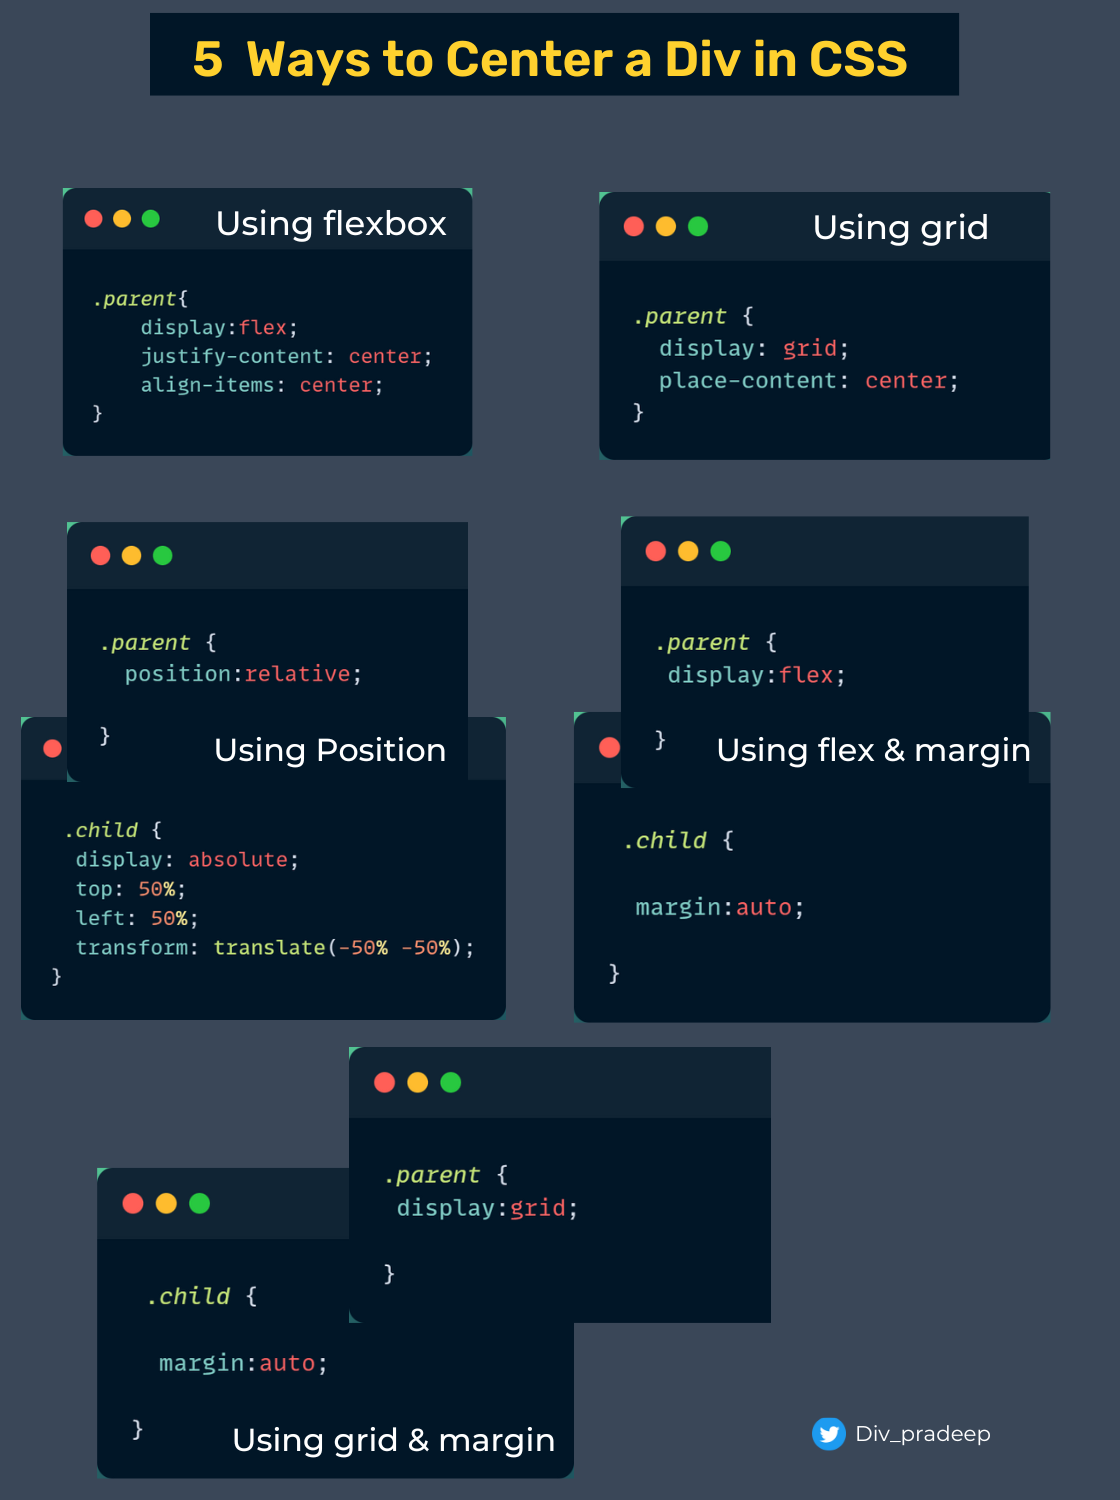 5 Ways to Center a Div in CSS
Using flexbox
.parent{
display:flex;
justify-content: center;
align-items: center;
}
Using grid
.parent {
display: grid;
place-content: center;
}
.parent {
position:relative;
}
Using Position
.child {
display: absolute;
top: 50%;
left: 50%;
transform: translate(-50% -50%);
}
.parent {
display:flex;
}
Using flex & margin
.child {
margin:auto;
}
.parent {
display:grid;
}
.child {
margin:auto;
}
Using grid & margin
Div_pradeep